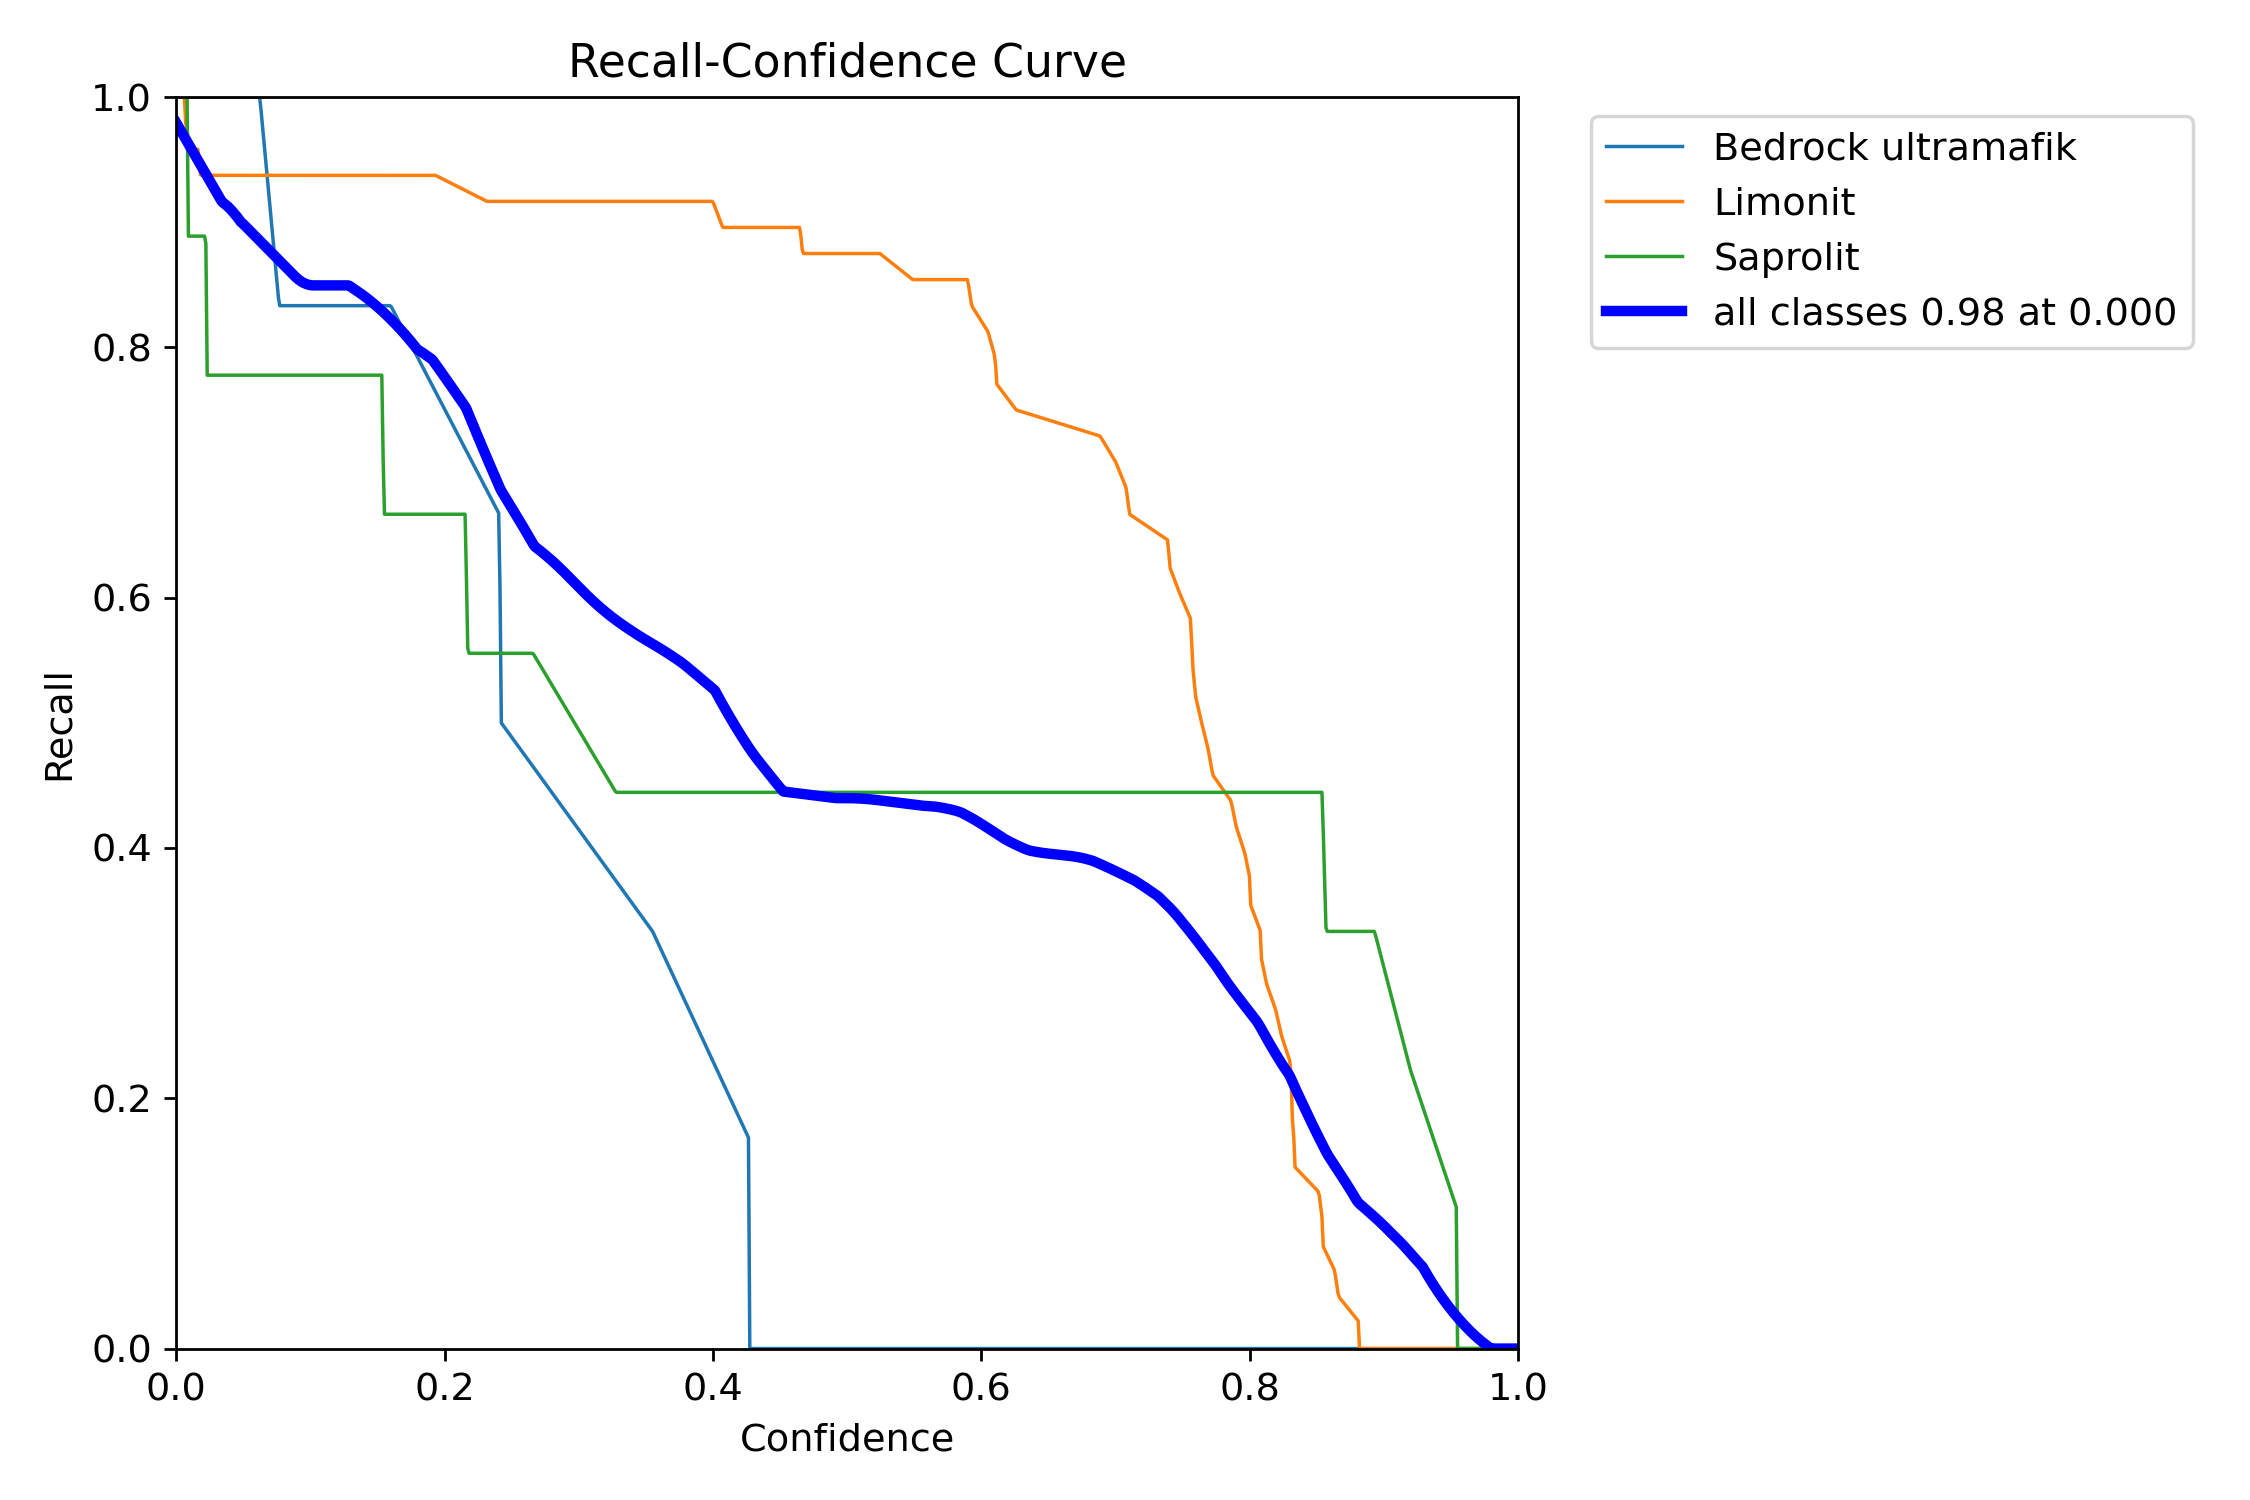 Recall-Confidence Curve
1.0
0.8
0.6
0.4
0.2
0.0
Recall
0.0 0.2 0.4 0.6 0.8 1.0
Confidence
Bedrock ultramafik
Limonit
Saprolit
all classes 0.98 at 0.000